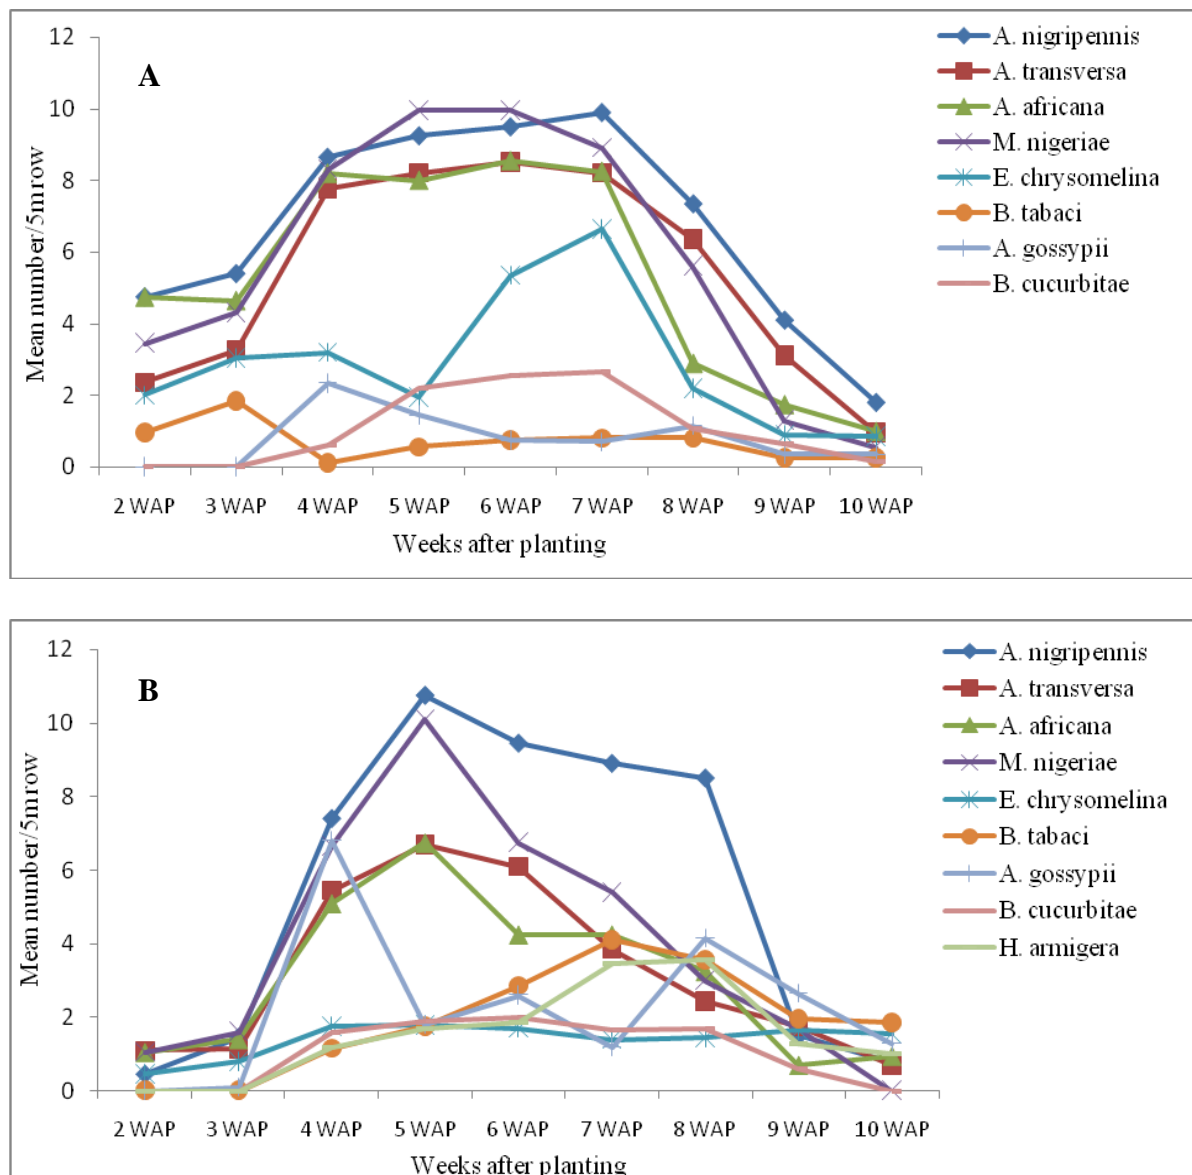 A
12
10
8
6
4
2
0
Mean number/5mrow
2 WAP 3 WAP 4 WAP 5 WAP 6 WAP 7 WAP 8 WAP 9 WAP 10 WAP
Weeks after planting
A. nigripennis
A. transversa
A. africana
M. nigeriae
E. chrysomelina
B. tabaci
A. gossypii
B. cucurbitae
B
12
10
8
6
4
2
0
Mean number/5mrow
2 WAP 3 WAP 4 WAP 5 WAP 6 WAP 7 WAP 8 WAP 9 WAP 10 WAP
Weeks after planting
A. nigripennis
A. transversa
A. africana
M. nigeriae
E. chrysomelina
B. tabaci
A. gossypii
B. cucurbitae
H. armigera